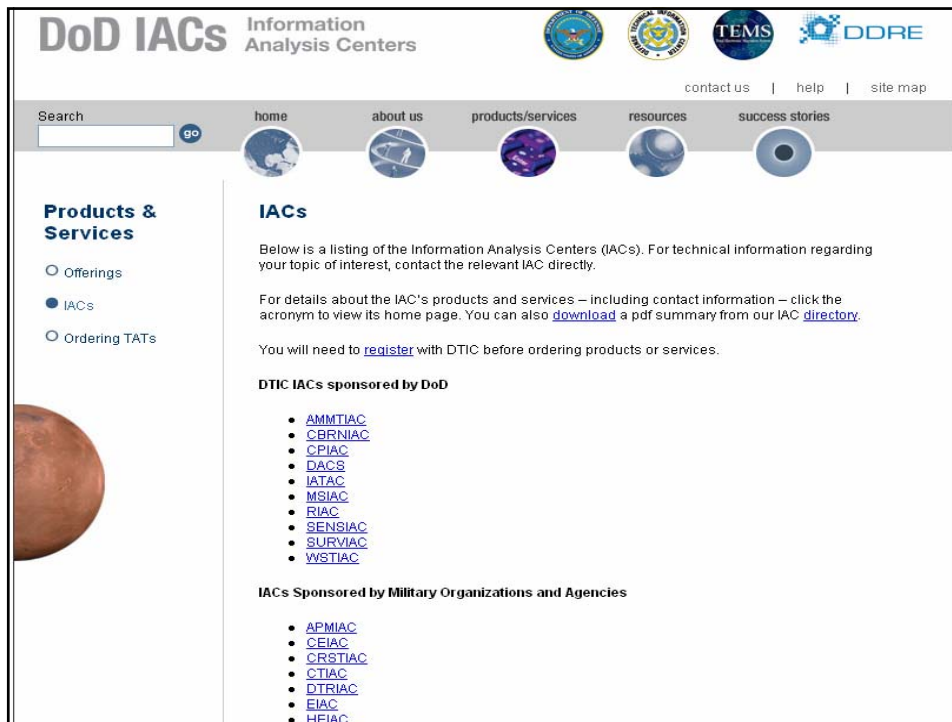 DoD IACs
Information
Analysis Centers
TEMS
DDRE
contact us | help | site map
Search
go
home
about us
products/services
resources
success stories
Products &
Services
Offerings
IACs
Ordering TATs
IACs
Below is a listing of the Information Analysis Centers (IACs). For technical information regarding
your topic of interest, contact the relevant IAC directly.
For details about the IAC's products and services – including contact information – click the
acronym to view its home page. You can also download a pdf summary from our IAC directory.
You will need to register with DTIC before ordering products or services.
DTIC IACs sponsored by DoD
AMMTIAC
CBRNIAC
CPIAC
DACS
IATAC
MSIAC
RIAC
SENSIAC
SURVIAC
WSTIAC
IACs Sponsored by Military Organizations and Agencies
APMIAC
CEIAC
CRSTIAC
CTIAC
DTRIAC
EIAC
HEIAC